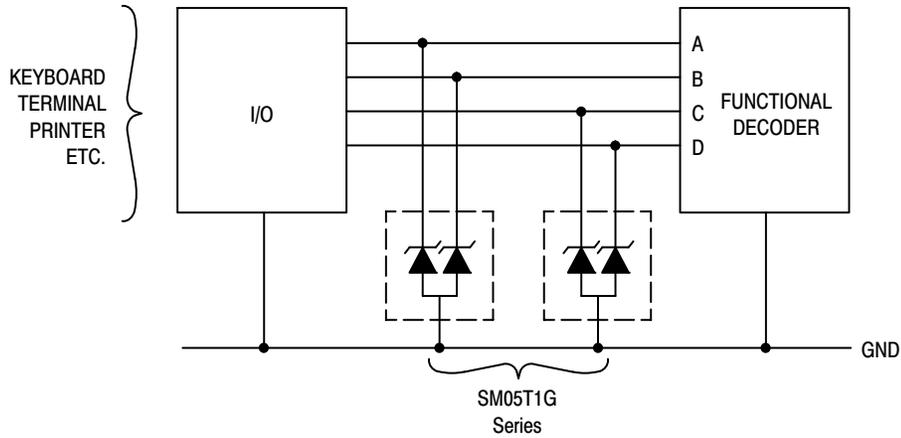 KEYBOARD
TERMINAL
PRINTER
ETC.
I/O
A
B
C
D
FUNCTIONAL
DECODER
GND
SM05T1G
Series